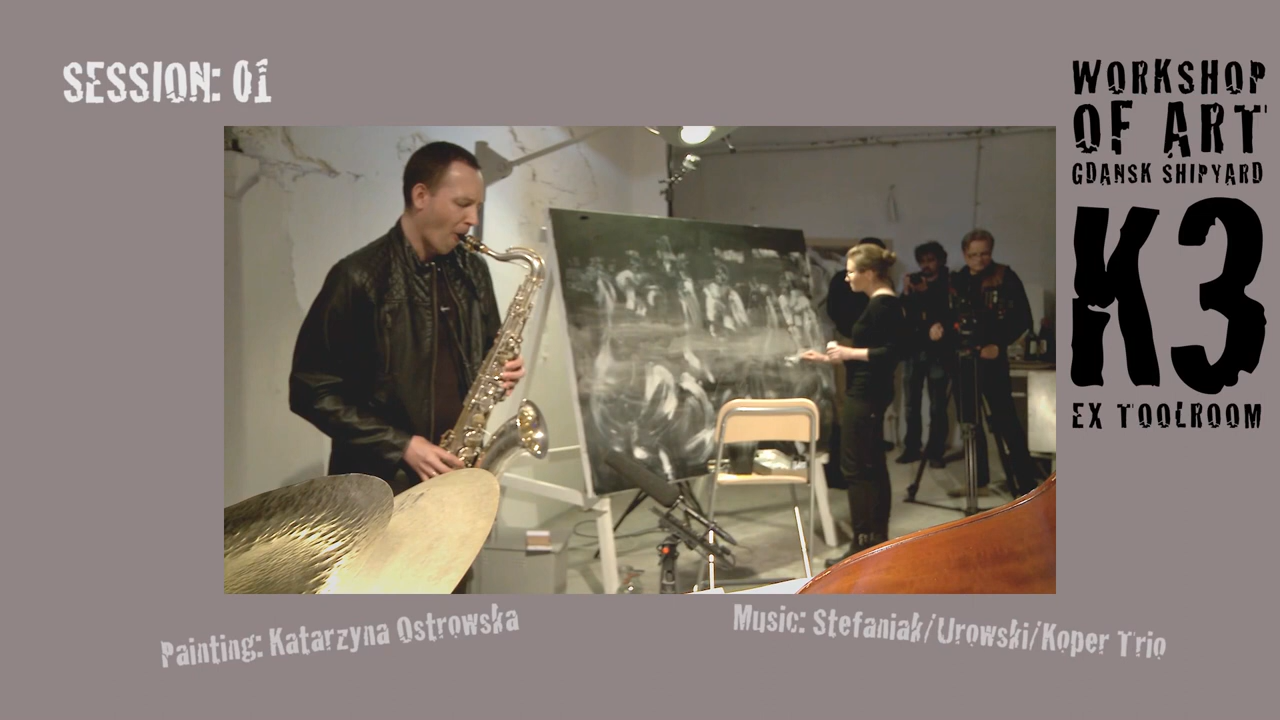 SESSION: 01
WORKSHOP
OF ART
GDANSK SHIPYARD
K3
EX TOOLROOM
Painting: Katarzyna Ostrowska
Music: Stefaniak/Urowski/Koper Trio